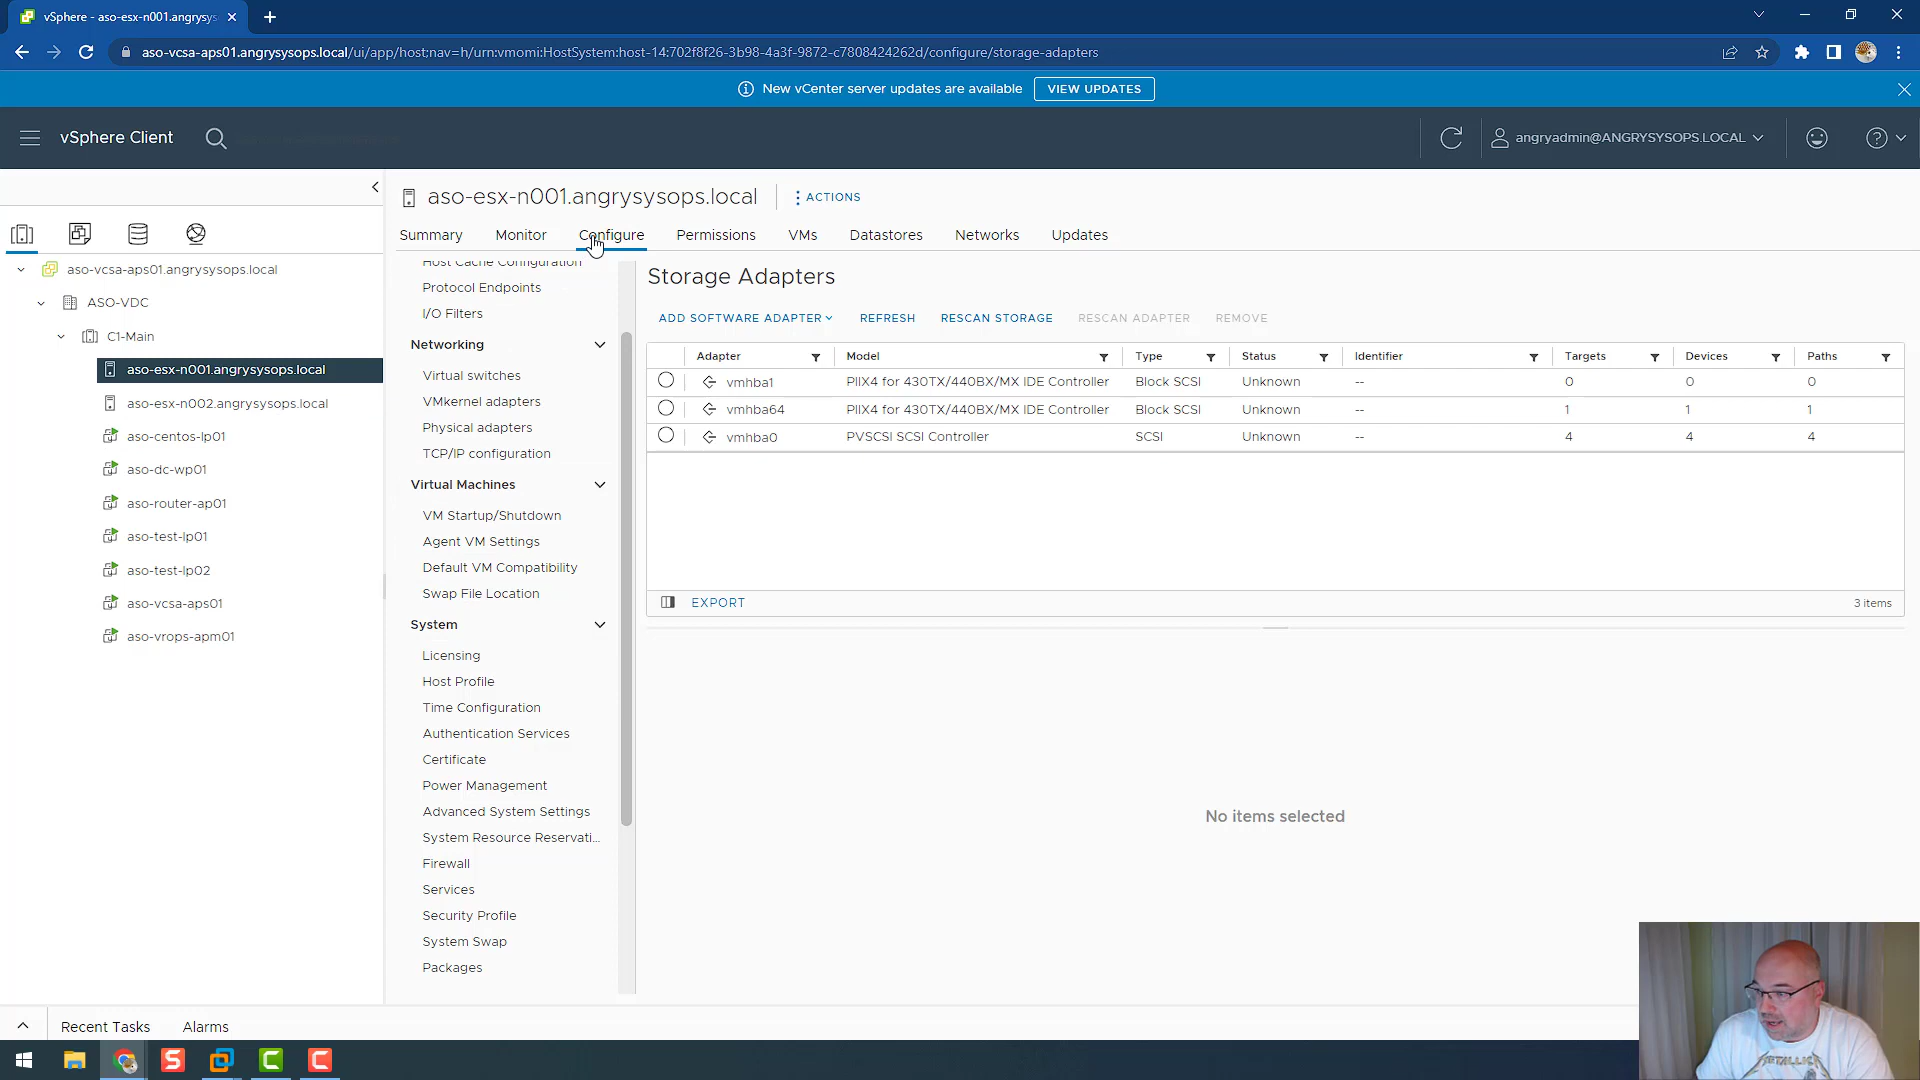 vSphere - aso-esx-n001.angrysys
aso-vcsa-aps01.angrysysops.local/ui/app/host;nav=h/urn:vmomi:HostSystem:host-14:702f8f26-3b98-4a3f-9872-c7808424262d/configure/storage-adapters
New vCenter server updates are available
VIEW UPDATES
vSphere Client
angryadmin@ANGRYSYSOPS.LOCAL
aso-esx-n001.angrysysops.local
ACTIONS
Summary Monitor Configure Permissions VMs Datastores Networks Updates
aso-vcsa-aps01.angrysysops.local
ASO-VDC
C1-Main
aso-esx-n001.angrysysops.local
aso-esx-n002.angrysysops.local
aso-centos-lp01
aso-dc-wp01
aso-router-ap01
aso-test-lp01
aso-test-lp02
aso-vcsa-aps01
aso-vrops-apm01
Host Cache Configuration
Protocol Endpoints
I/O Filters
Networking
Virtual switches
VMkernel adapters
Physical adapters
TCP/IP configuration
Virtual Machines
VM Startup/Shutdown
Agent VM Settings
Default VM Compatibility
Swap File Location
System
Licensing
Host Profile
Time Configuration
Authentication Services
Certificate
Power Management
Advanced System Settings
System Resource Reservati...
Firewall
Services
Security Profile
System Swap
Packages
Storage Adapters
ADD SOFTWARE ADAPTER REFRESH RESCAN STORAGE RESCAN ADAPTER REMOVE
Adapter Model Type Status Identifier Targets Devices Paths
vmhba1 PIIX4 for 430TX/440BX/MX IDE Controller Block SCSI Unknown -- 0 0 0
vmhba64 PIIX4 for 430TX/440BX/MX IDE Controller Block SCSI Unknown -- 1 1 1
vmhba0 PVSCSI SCSI Controller SCSI Unknown -- 4 4 4
EXPORT
3 items
No items selected
Recent Tasks Alarms
METALLICA